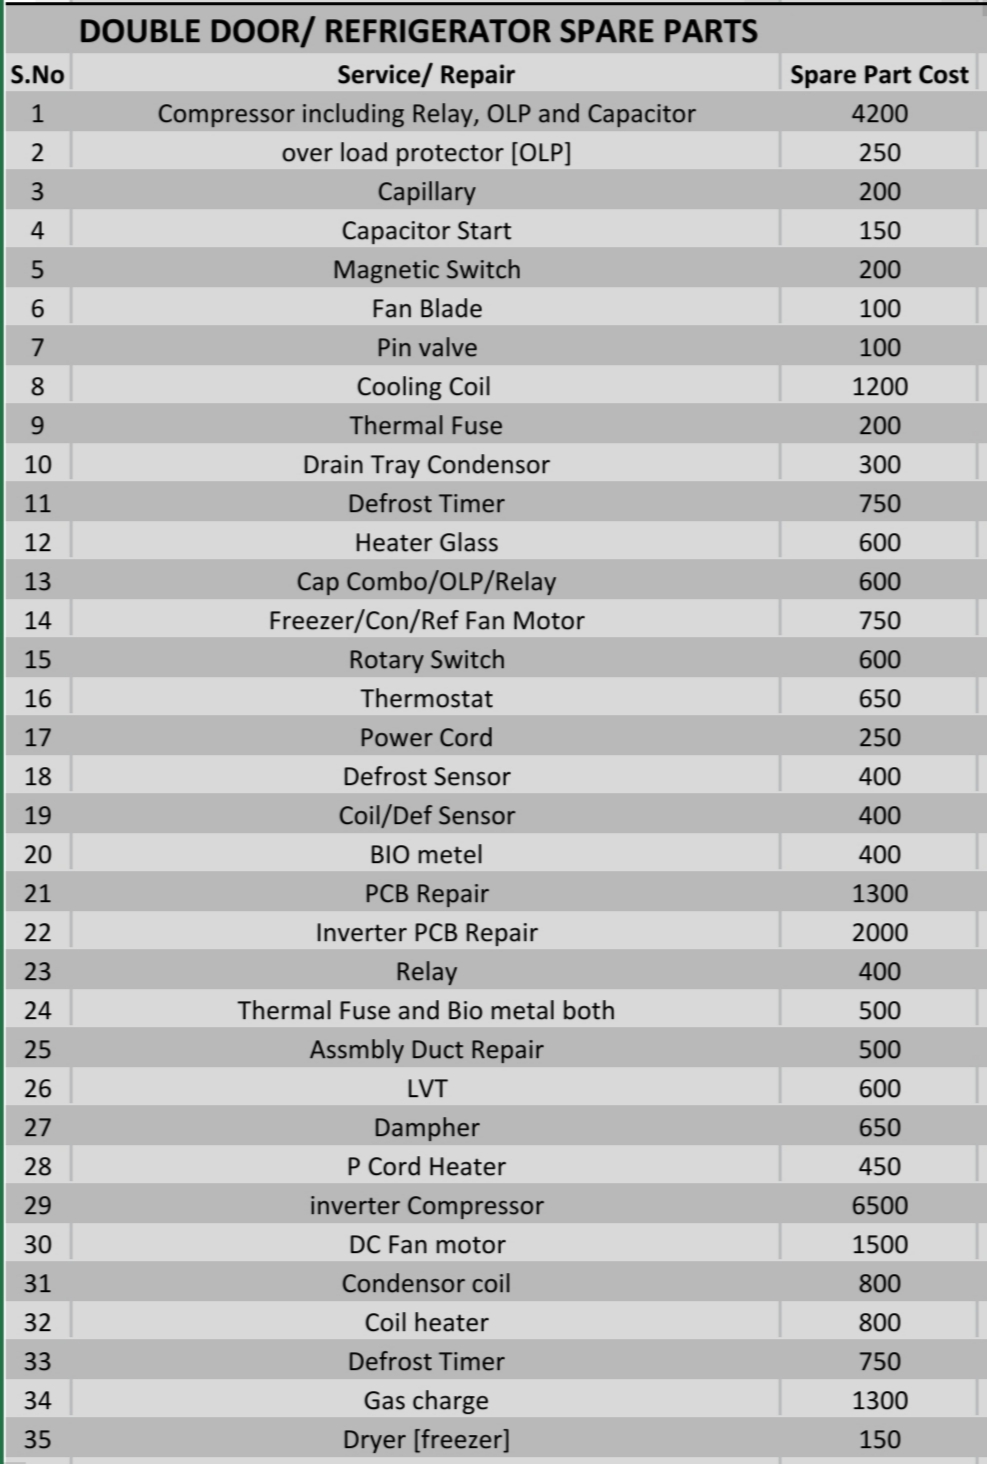 DOUBLE DOOR/ REFRIGERATOR SPARE PARTS
S.No Service/ Repair Spare Part Cost
1 Compressor including Relay, OLP and Capacitor 4200
2 over load protector [OLP] 250
3 Capillary 200
4 Capacitor Start 150
5 Magnetic Switch 200
6 Fan Blade 100
7 Pin valve 100
8 Cooling Coil 1200
9 Thermal Fuse 200
10 Drain Tray Condensor 300
11 Defrost Timer 750
12 Heater Glass 600
13 Cap Combo/OLP/Relay 600
14 Freezer/Con/Ref Fan Motor 750
15 Rotary Switch 600
16 Thermostat 650
17 Power Cord 250
18 Defrost Sensor 400
19 Coil/Def Sensor 400
20 BIO metel 400
21 PCB Repair 1300
22 Inverter PCB Repair 2000
23 Relay 400
24 Thermal Fuse and Bio metal both 500
25 Assmbly Duct Repair 500
26 LVT 600
27 Dampher 650
28 P Cord Heater 450
29 inverter Compressor 6500
30 DC Fan motor 1500
31 Condensor coil 800
32 Coil heater 800
33 Defrost Timer 750
34 Gas charge 1300
35 Dryer [freezer] 150